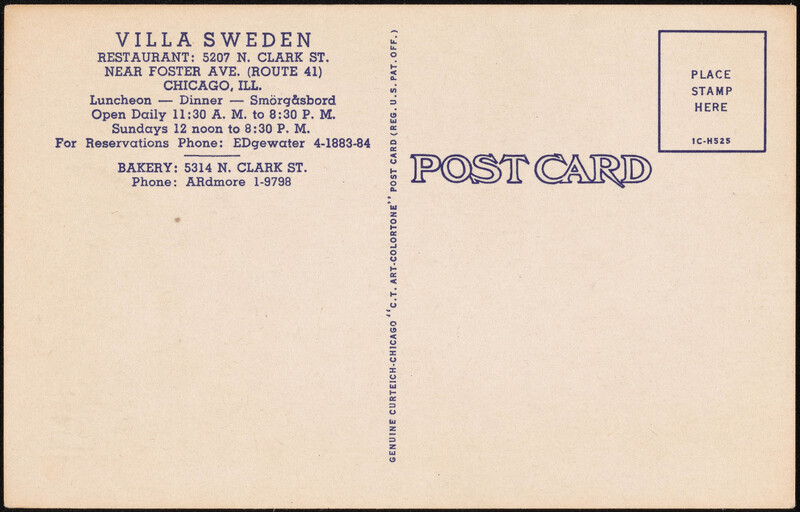 VILLA SWEDEN
RESTAURANT: 5207 N. CLARK ST.
NEAR FOSTER AVE. (ROUTE 41)
CHICAGO, ILL.
Luncheon — Dinner — Smörgåsbord
Open Daily 11:30 A. M. to 8:30 P. M.
Sundays 12 noon to 8:30 P. M.
For Reservations Phone: EDgewater 4-1883-84
BAKERY: 5314 N. CLARK ST.
Phone: ARdmore 1-9798
GENUINE CURTEICH-CHICAGO "C.T. ART-COLORTONE" POST CARD (REG. U.S. PAT. OFF.)
POST CARD
PLACE
STAMP
HERE
1C-H525